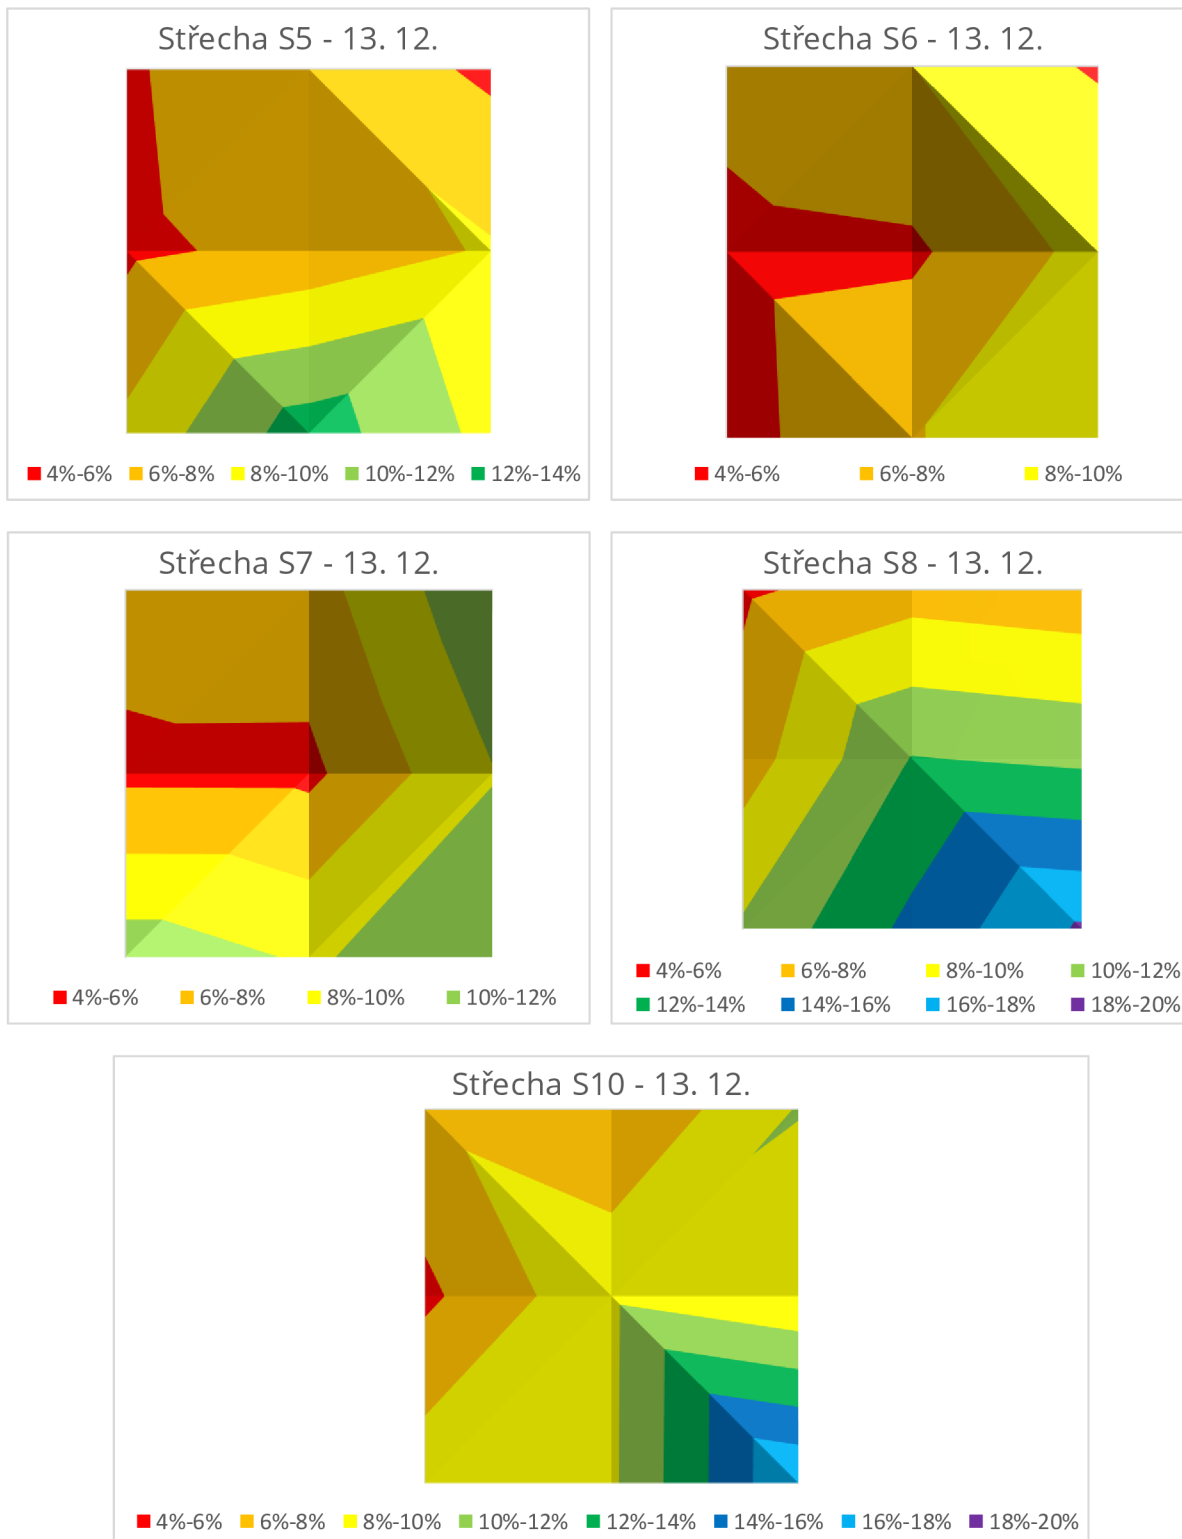 Střecha S5 - 13. 12.
4%-6% 6%-8% 8%-10% 10%-12% 12%-14%
Střecha S6 - 13. 12.
4%-6% 6%-8% 8%-10%
Střecha S7 - 13. 12.
4%-6% 6%-8% 8%-10% 10%-12%
Střecha S8 - 13. 12.
4%-6% 6%-8% 8%-10% 10%-12%
12%-14% 14%-16% 16%-18% 18%-20%
Střecha S10 - 13. 12.
4%-6% 6%-8% 8%-10% 10%-12% 12%-14% 14%-16% 16%-18% 18%-20%